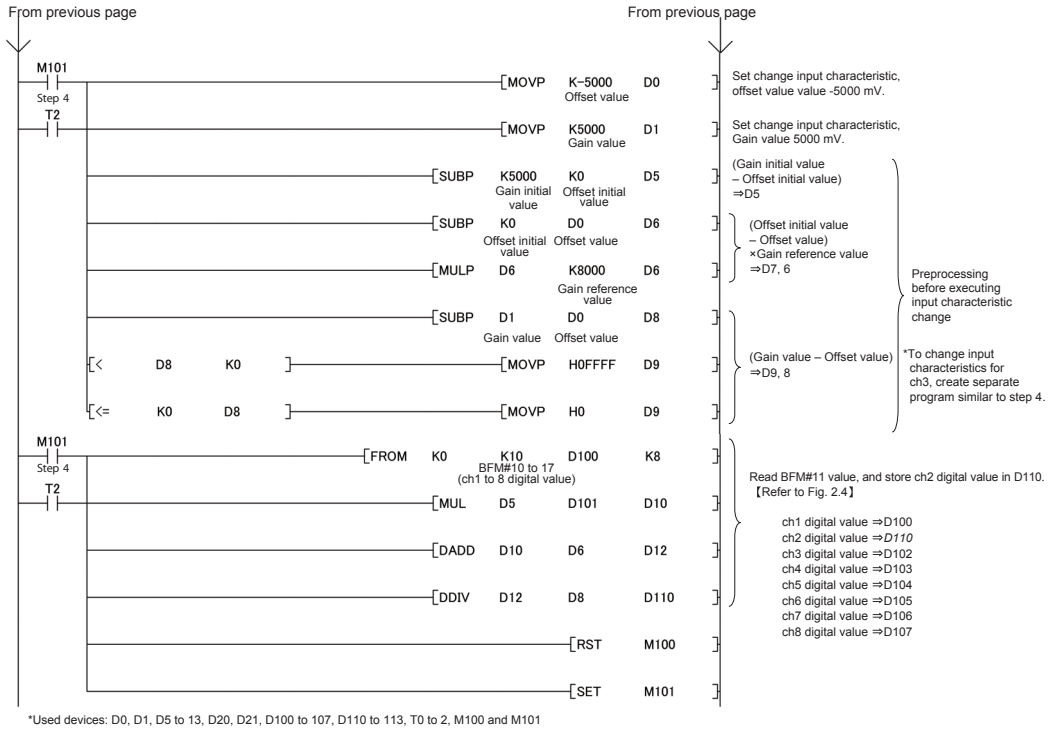 From previous page
From previous page
M101
Step 4
T2
[MOVP K-5000 D0 ]
Offset value
Set change input characteristic,
offset value value -5000 mV.
[MOVP K5000 D1 ]
Gain value
Set change input characteristic,
Gain value 5000 mV.
[SUBP K5000 K0 D5 ]
Gain initial value
Offset initial value
(Gain initial value
– Offset initial value)
⇒D5
[SUBP K0 D0 D6 ]
Offset initial value
Offset value
(Offset initial value
– Offset value)
×Gain reference value
⇒D7, 6
[MULP D6 K8000 D6 ]
Gain reference value
[SUBP D1 D0 D8 ]
Gain value Offset value
[< D8 K0 ] [MOVP H0FFFF D9 ]
(Gain value – Offset value)
⇒D9, 8
[<= K0 D8 ] [MOVP H0 D9 ]
Preprocessing
before executing
input characteristic
change
*To change input
characteristics for
ch3, create separate
program similar to step 4.
M101
Step 4
T2
[FROM K0 K10 D100 K8 ]
BFM#10 to 17
(ch1 to 8 digital value)
[MUL D5 D101 D10 ]
[DADD D10 D6 D12 ]
[DDIV D12 D8 D110 ]
[RST M100 ]
[SET M101 ]
Read BFM#11 value, and store ch2 digital value in D110.
【Refer to Fig. 2.4】
ch1 digital value ⇒D100
ch2 digital value ⇒D110
ch3 digital value ⇒D102
ch4 digital value ⇒D103
ch5 digital value ⇒D104
ch6 digital value ⇒D105
ch7 digital value ⇒D106
ch8 digital value ⇒D107
*Used devices: D0, D1, D5 to 13, D20, D21, D100 to 107, D110 to 113, T0 to 2, M100 and M101